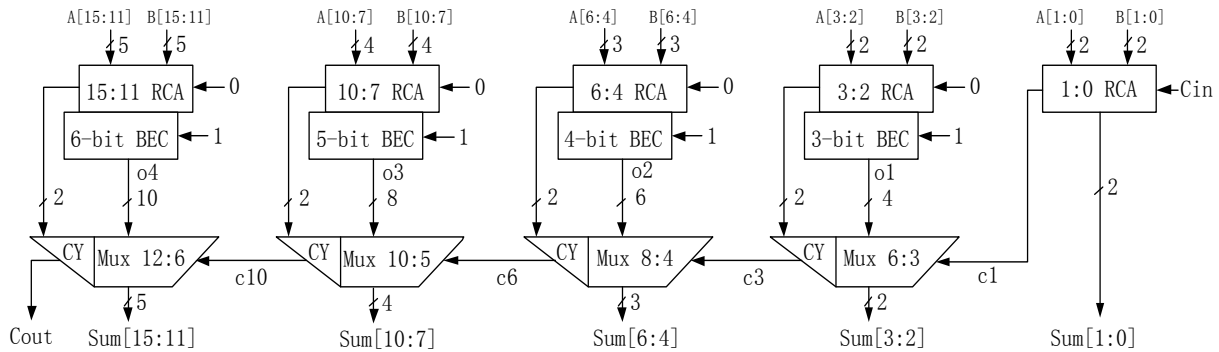 A[15:11] B[15:11] A[10:7] B[10:7] A[6:4] B[6:4] A[3:2] B[3:2] A[1:0] B[1:0]
5 5 4 4 3 3 2 2 2 2
15:11 RCA 0 10:7 RCA 0 6:4 RCA 0 3:2 RCA 0 1:0 RCA Cin
6-bit BEC 1 5-bit BEC 1 4-bit BEC 1 3-bit BEC 1
o4 o3 o2 o1
2 10 2 8 2 6 2 4 2
CY Mux 12:6 CY Mux 10:5 CY Mux 8:4 CY Mux 6:3
c10 c6 c3 c1
5 4 3 2
Cout Sum[15:11] Sum[10:7] Sum[6:4] Sum[3:2] Sum[1:0]